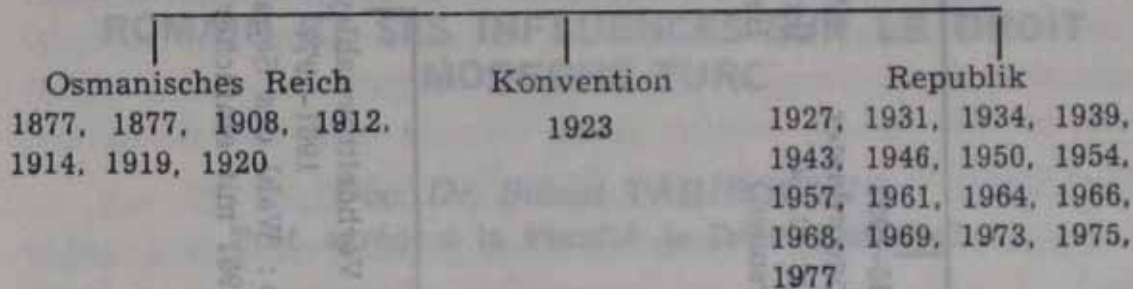 Osmanisches Reich
1877, 1877, 1908, 1912,
1914, 1919, 1920
Konvention
1923
Republik
1927, 1931, 1934, 1939,
1943, 1946, 1950, 1954,
1957, 1961, 1964, 1966,
1968, 1969, 1973, 1975,
1977